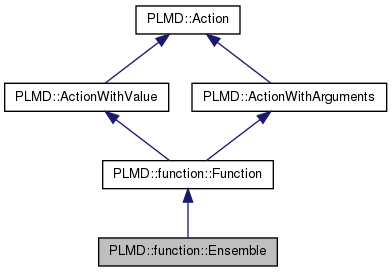 PLMD::Action
PLMD::ActionWithValue
PLMD::ActionWithArguments
PLMD::function::Function
PLMD::function::Ensemble